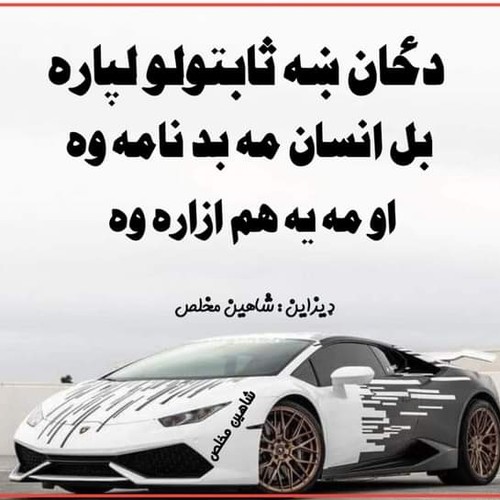 دځان ښه ثابتولو لپاره
بل انسان مه بد نامه وه
او مه یه هم ازاره وه
ډیزاین : شاهین مخلص
شاهین مخلص